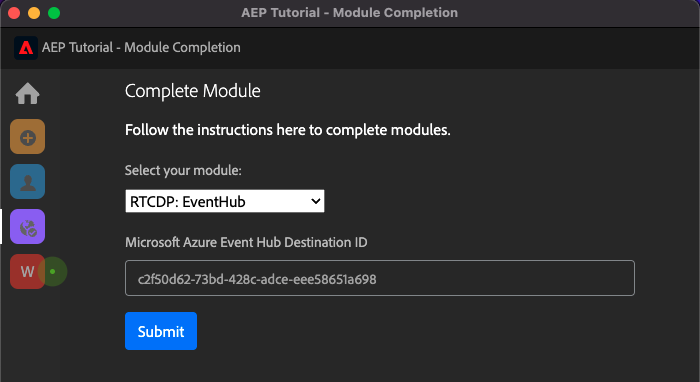 AEP Tutorial - Module Completion
AEP Tutorial - Module Completion
Complete Module
Follow the instructions here to complete modules.
Select your module:
RTCDP: EventHub
Microsoft Azure Event Hub Destination ID
c2f50d62-73bd-428c-adce-eee58651a698
W
Submit